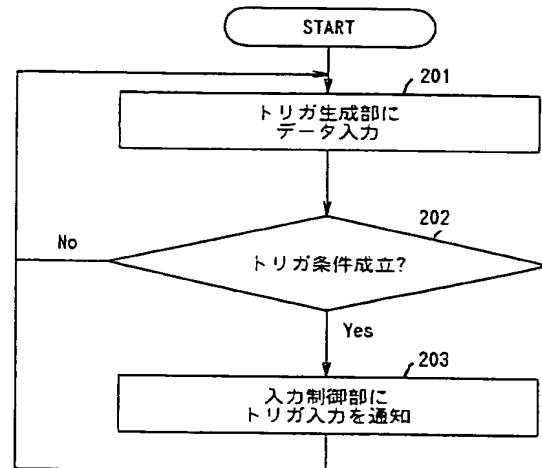 START
201
トリガ生成部に
データ入力
202
No
トリガ条件成立?
Yes
203
入力制御部に
トリガ入力を通知